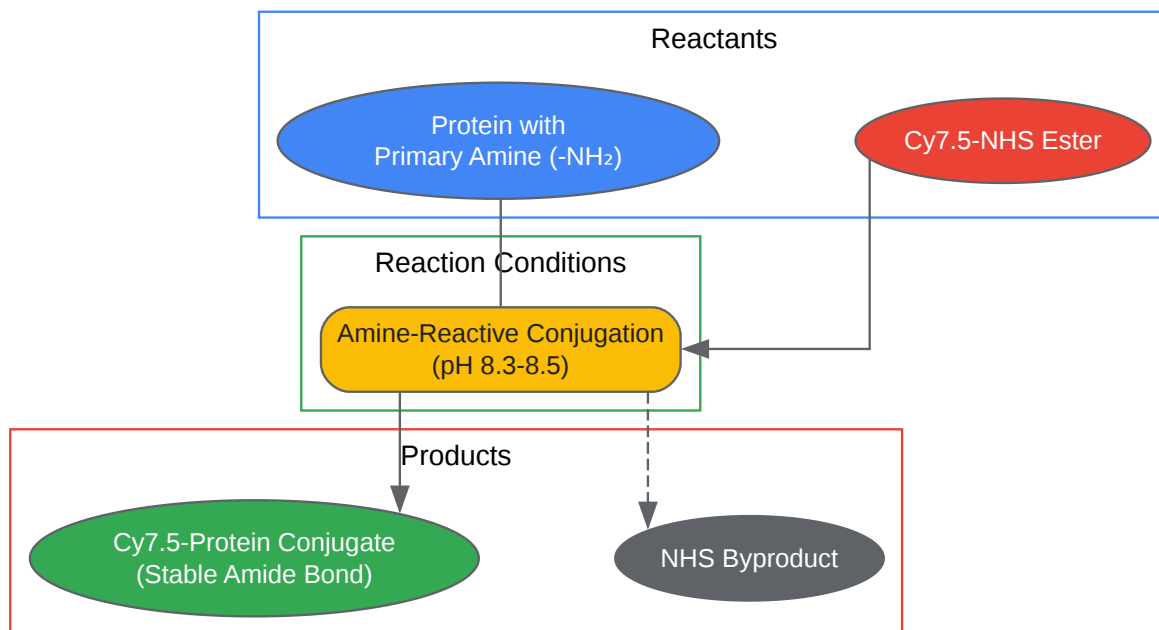 Reactants
Protein with
Primary Amine (-NH₂)
Cy7.5-NHS Ester
Reaction Conditions
Amine-Reactive Conjugation
(pH 8.3-8.5)
Products
Cy7.5-Protein Conjugate
(Stable Amide Bond)
NHS Byproduct